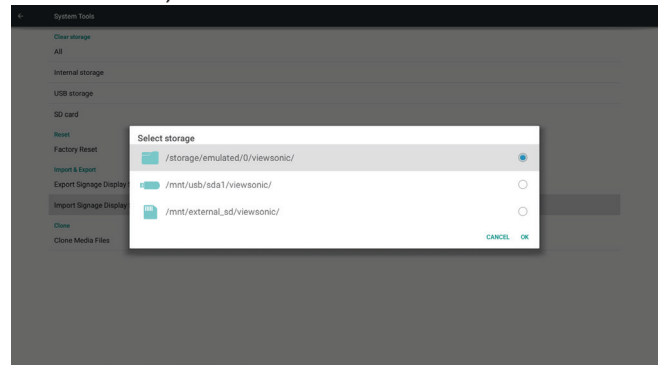 System Tools
Clear storage
All
Internal storage
USB storage
SD card
Reset
Factory Reset
Import & Export
Export Signage Display
Import Signage Display
Clone
Clone Media Files
Select storage
/storage/emulated/0/viewsonic/
/mnt/usb/sda1/viewsonic/
/mnt/external_sd/viewsonic/
CANCEL OK